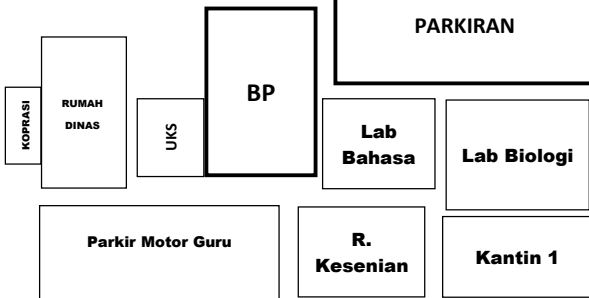 PARKIRAN
KOPRASI
RUMAH
DINAS
UKS
BP
Lab
Bahasa
Lab Biologi
Parkir Motor Guru
R.
Kesenian
Kantin 1